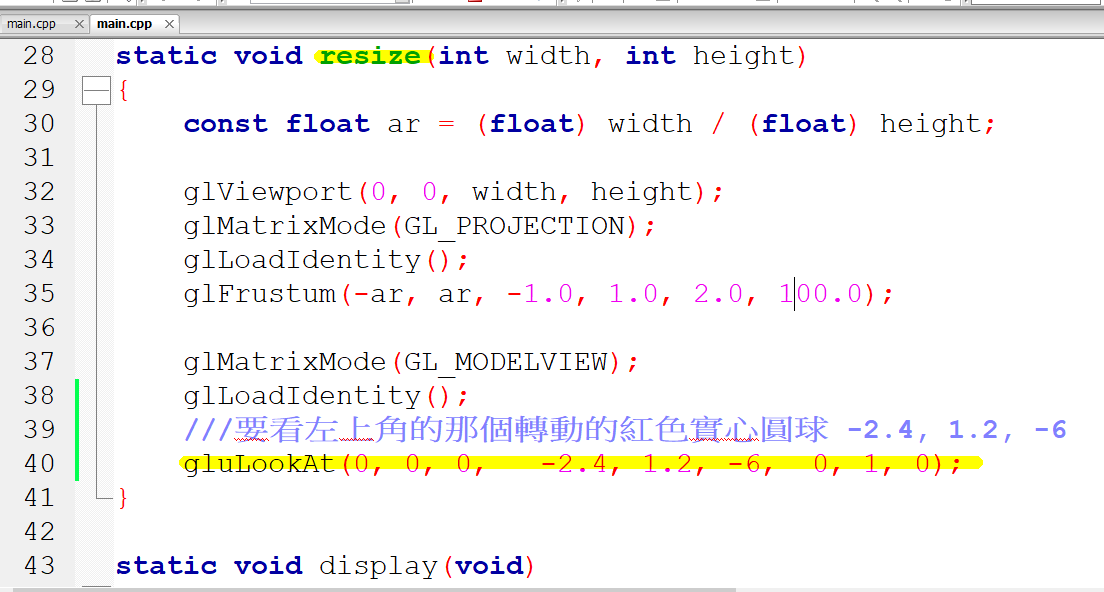 main.cpp main.cpp
28 static void resize(int width, int height)
29 {
30 const float ar = (float) width / (float) height;
31
32 glViewport(0, 0, width, height);
33 glMatrixMode(GL_PROJECTION);
34 glLoadIdentity();
35 glFrustum(-ar, ar, -1.0, 1.0, 2.0, 100.0);
36
37 glMatrixMode(GL_MODELVIEW);
38 glLoadIdentity();
39 ///要看左上角的那個轉動的紅色實心圓球 -2.4, 1.2, -6
40 gluLookAt(0, 0, 0, -2.4, 1.2, -6, 0, 1, 0);
41 }
42
43 static void display(void)